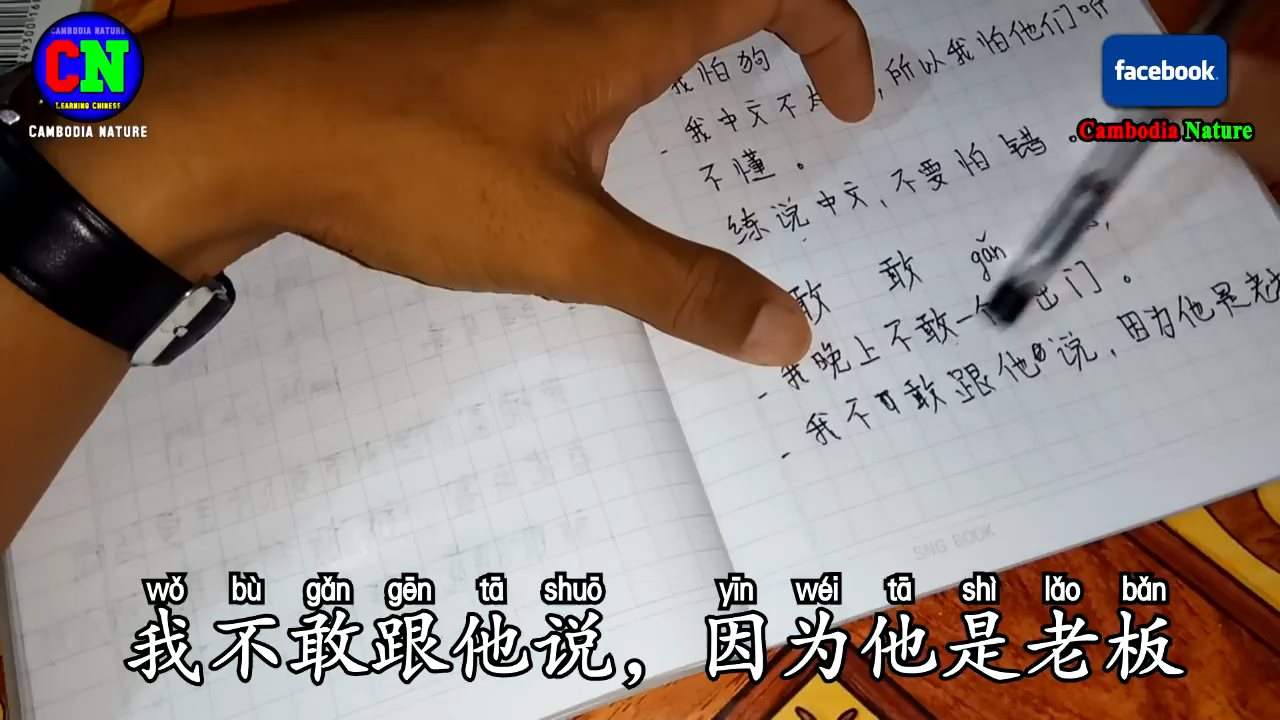 49300 16
CAMBODIA NATURE
CN
LEARNING CHINESE
CAMBODIA NATURE
facebook
Cambodia Nature
我怕狗
- 我中文不, 所以我怕他们听
不懂。
练说中文, 不要怕错。
敢 敢 gǎn
- 我晚上不敢一个出门。
- 我不敢跟他说, 因为他是老
SNG BOOK
wǒ bù gǎn gēn tā shuō yīn wéi tā shì lǎo bǎn
我不敢跟他说，因为他是老板